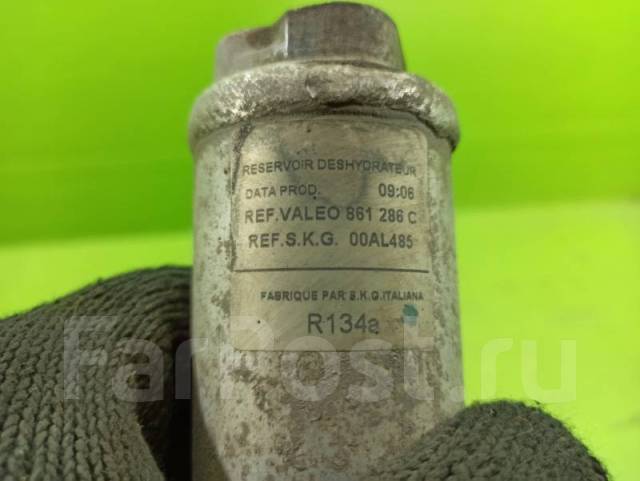 RESERVOIR DESHYDRATEUR
DATA PROD. 09:06
REF.VALEO 861 286 C
REF.S.K.G. 00AL485
FABRIQUE PAR S.K.G.ITALIANA
R134a
FarPost.ru